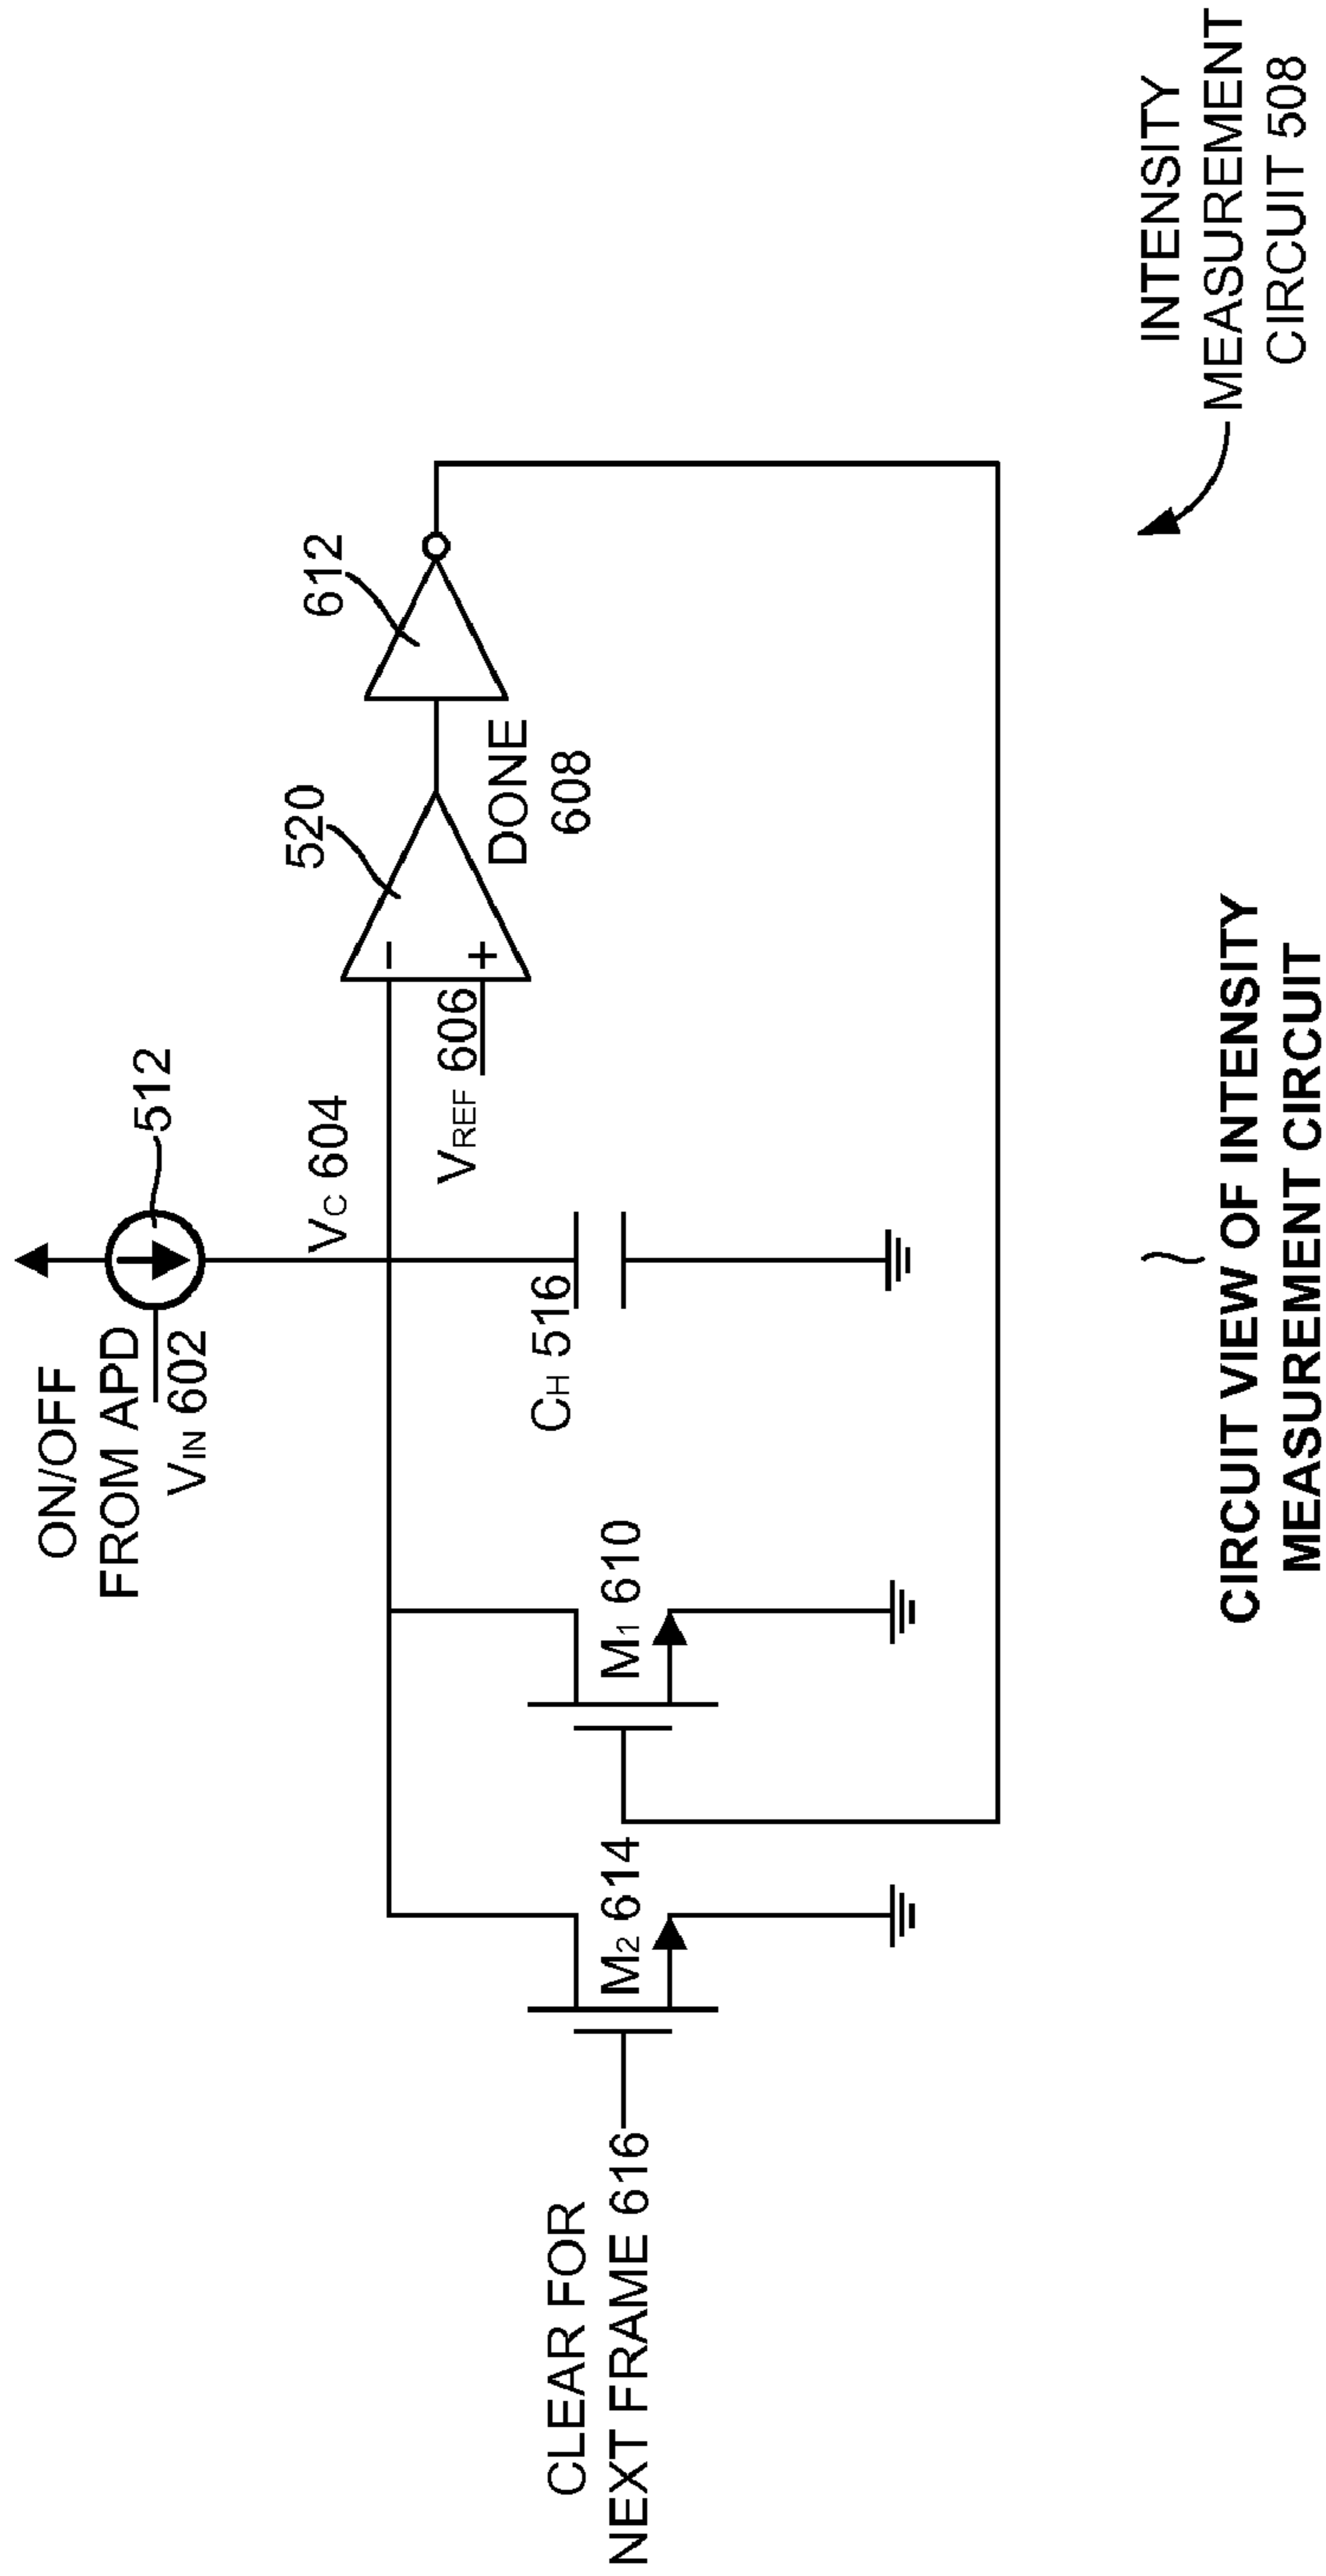 ON/OFF
FROM APD
VIN 602
512
VC 604
520
612
VREF 606
−
+
DONE
608
CH 516
M1 610
M2 614
CLEAR FOR
NEXT FRAME 616
INTENSITY
MEASUREMENT
CIRCUIT 508
CIRCUIT VIEW OF INTENSITY
MEASUREMENT CIRCUIT